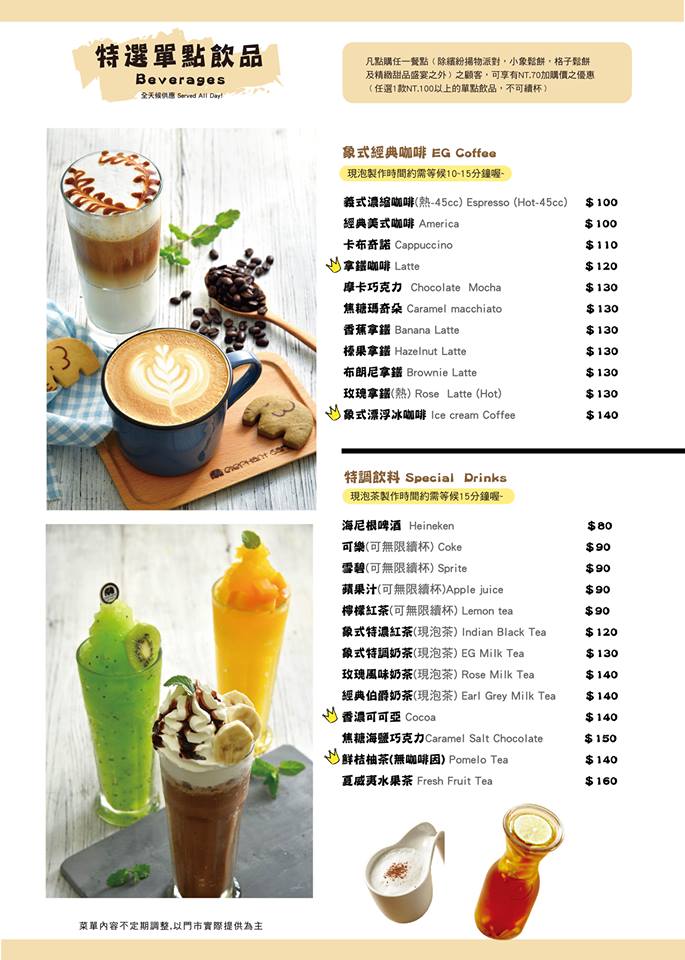 特選單點飲品
Beverages
全天候供應 Served All Day!
凡點購任一餐點（除繽紛揚物派對，小象鬆餅，格子鬆餅
及精緻甜品盛宴之外）之顧客，可享有NT.70加購價之優惠
（任選1款NT.100以上的單點飲品，不可續杯）
象式經典咖啡 EG Coffee
現泡製作時間約需等候10-15分鐘喔~
義式濃縮咖啡(熱-45cc) Espresso (Hot-45cc) $100
經典美式咖啡 America $100
卡布奇諾 Cappuccino $110
拿鐵咖啡 Latte $120
摩卡巧克力 Chocolate Mocha $130
焦糖瑪奇朵 Caramel macchiato $130
香蕉拿鐵 Banana Latte $130
榛果拿鐵 Hazelnut Latte $130
布朗尼拿鐵 Brownie Latte $130
玫瑰拿鐵(熱) Rose Latte (Hot) $130
象式漂浮冰咖啡 Ice cream Coffee $140
特調飲料 Special Drinks
現泡茶製作時間約需等候15分鐘喔~
海尼根啤酒 Heineken $80
可樂(可無限續杯) Coke $90
雪碧(可無限續杯) Sprite $90
蘋果汁(可無限續杯)Apple juice $90
檸檬紅茶(可無限續杯) Lemon tea $90
象式特濃紅茶(現泡茶) Indian Black Tea $120
象式特調奶茶(現泡茶) EG Milk Tea $130
玫瑰風味奶茶(現泡茶) Rose Milk Tea $140
經典伯爵奶茶(現泡茶) Earl Grey Milk Tea $140
香濃可可亞 Cocoa $140
焦糖海鹽巧克力Caramel Salt Chocolate $150
鮮桔柚茶(無咖啡因) Pomelo Tea $140
夏威夷水果茶 Fresh Fruit Tea $160
菜單內容不定期調整,以門市實際提供為主